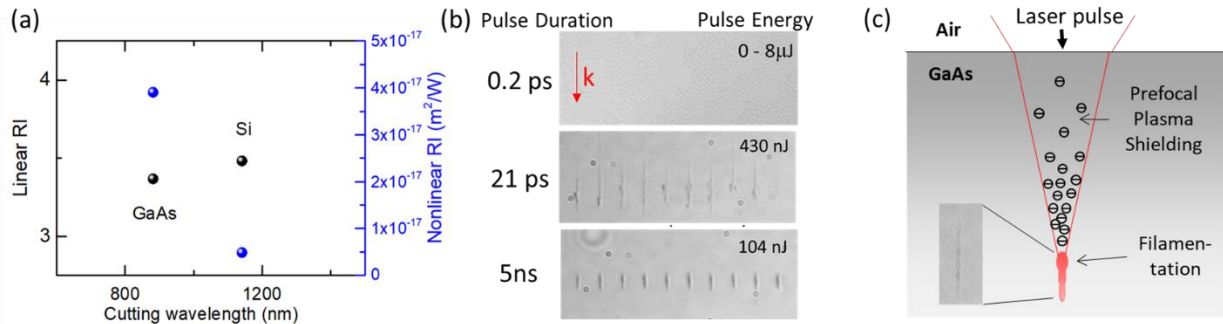 (a)
Linear RI
4
3
GaAs
Si
800
1200
Cutting wavelength (nm)
5x10⁻¹⁷
4x10⁻¹⁷
3x10⁻¹⁷
2x10⁻¹⁷
1x10⁻¹⁷
0
Nonlinear RI (m²/W)
(b)
Pulse Duration
Pulse Energy
0.2 ps
k
0 - 8μJ
21 ps
430 nJ
5ns
104 nJ
(c)
Laser pulse
Air
GaAs
Prefocal
Plasma
Shielding
Filamen-
tation